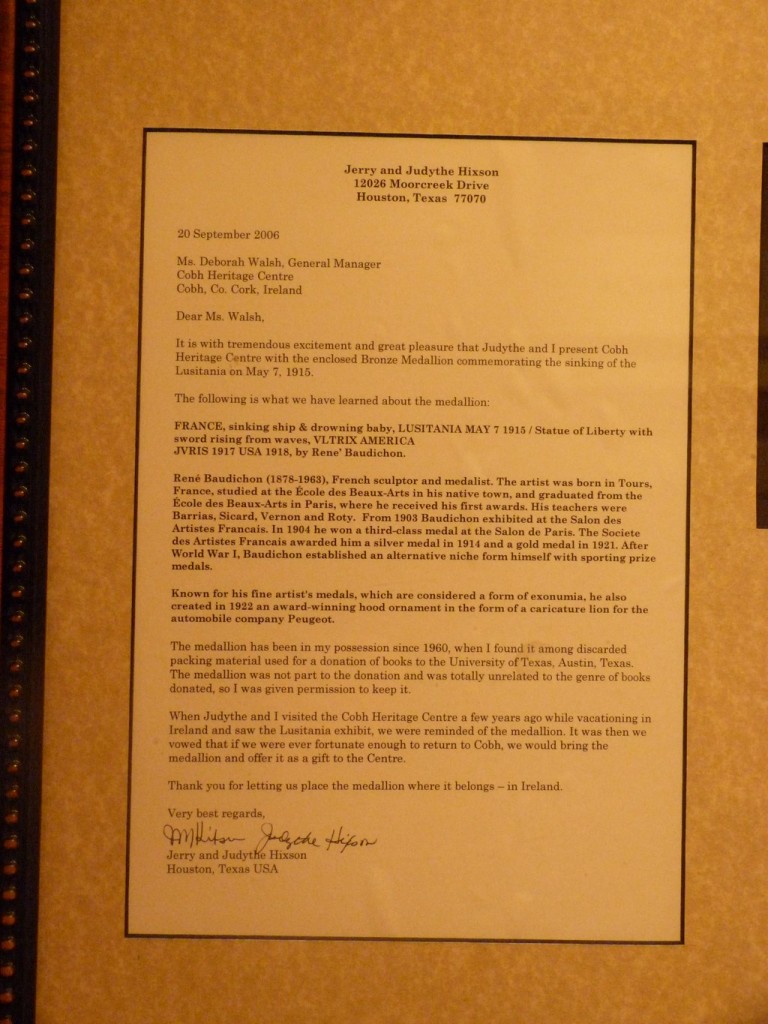 Jerry and Judythe Hixson
12026 Moorcreek Drive
Houston, Texas 77070
20 September 2006
Ms. Deborah Walsh, General Manager
Cobh Heritage Centre
Cobh, Co. Cork, Ireland
Dear Ms. Walsh,
It is with tremendous excitement and great pleasure that Judythe and I present Cobh
Heritage Centre with the enclosed Bronze Medallion commemorating the sinking of the
Lusitania on May 7, 1915.
The following is what we have learned about the medallion:
FRANCE, sinking ship & drowning baby, LUSITANIA MAY 7 1915 / Statue of Liberty with
sword rising from waves, VLTRIX AMERICA
JVRIS 1917 USA 1918, by Rene' Baudichon.
René Baudichon (1878-1963), French sculptor and medalist. The artist was born in Tours,
France, studied at the École des Beaux-Arts in his native town, and graduated from the
École des Beaux-Arts in Paris, where he received his first awards. His teachers were
Barrias, Sicard, Vernon and Roty. From 1903 Baudichon exhibited at the Salon des
Artistes Francais. In 1904 he won a third-class medal at the Salon de Paris. The Societe
des Artistes Francais awarded him a silver medal in 1914 and a gold medal in 1921. After
World War I, Baudichon established an alternative niche form himself with sporting prize
medals.
Known for his fine artist's medals, which are considered a form of exonumia, he also
created in 1922 an award-winning hood ornament in the form of a caricature lion for the
automobile company Peugeot.
The medallion has been in my possession since 1960, when I found it among discarded
packing material used for a donation of books to the University of Texas, Austin, Texas.
The medallion was not part to the donation and was totally unrelated to the genre of books
donated, so I was given permission to keep it.
When Judythe and I visited the Cobh Heritage Centre a few years ago while vacationing in
Ireland and saw the Lusitania exhibit, we were reminded of the medallion. It was then we
vowed that if we were ever fortunate enough to return to Cobh, we would bring the
medallion and offer it as a gift to the Centre.
Thank you for letting us place the medallion where it belongs – in Ireland.
Very best regards,
Hixson Judythe Hixson
Jerry and Judythe Hixson
Houston, Texas USA